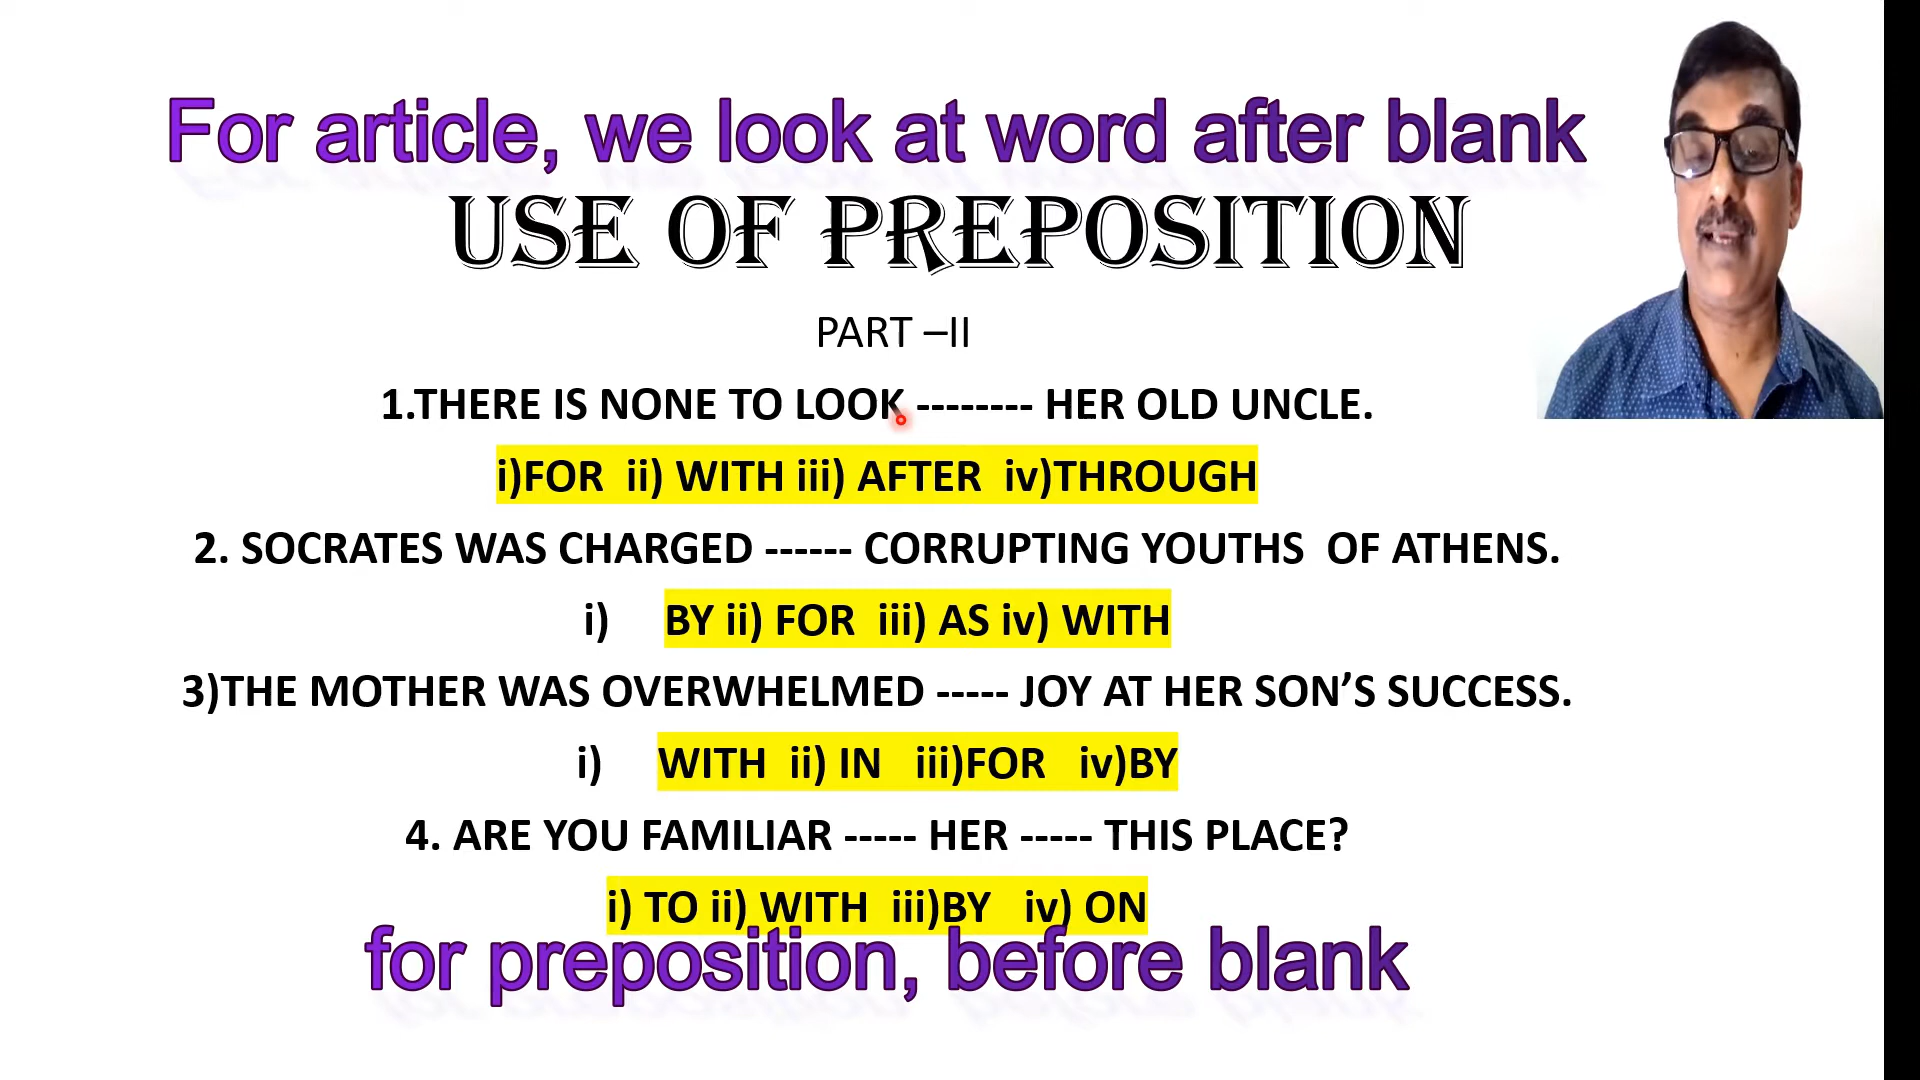 For article, we look at word after blank
USE OF PREPOSITION
PART –II
1.THERE IS NONE TO LOOK -------- HER OLD UNCLE.
i)FOR ii) WITH iii) AFTER iv)THROUGH
2. SOCRATES WAS CHARGED ------ CORRUPTING YOUTHS OF ATHENS.
i) BY ii) FOR iii) AS iv) WITH
3)THE MOTHER WAS OVERWHELMED ----- JOY AT HER SON’S SUCCESS.
i) WITH ii) IN iii)FOR iv)BY
4. ARE YOU FAMILIAR ----- HER ----- THIS PLACE?
i) TO ii) WITH iii)BY iv) ON
for preposition, before blank